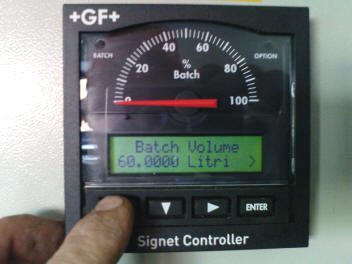 +GF+
40 60
BATCH
OPTION
20
%
80
Batch
0
100
Batch Volume
60.0000 Litri >
ENTER
Signet Controller